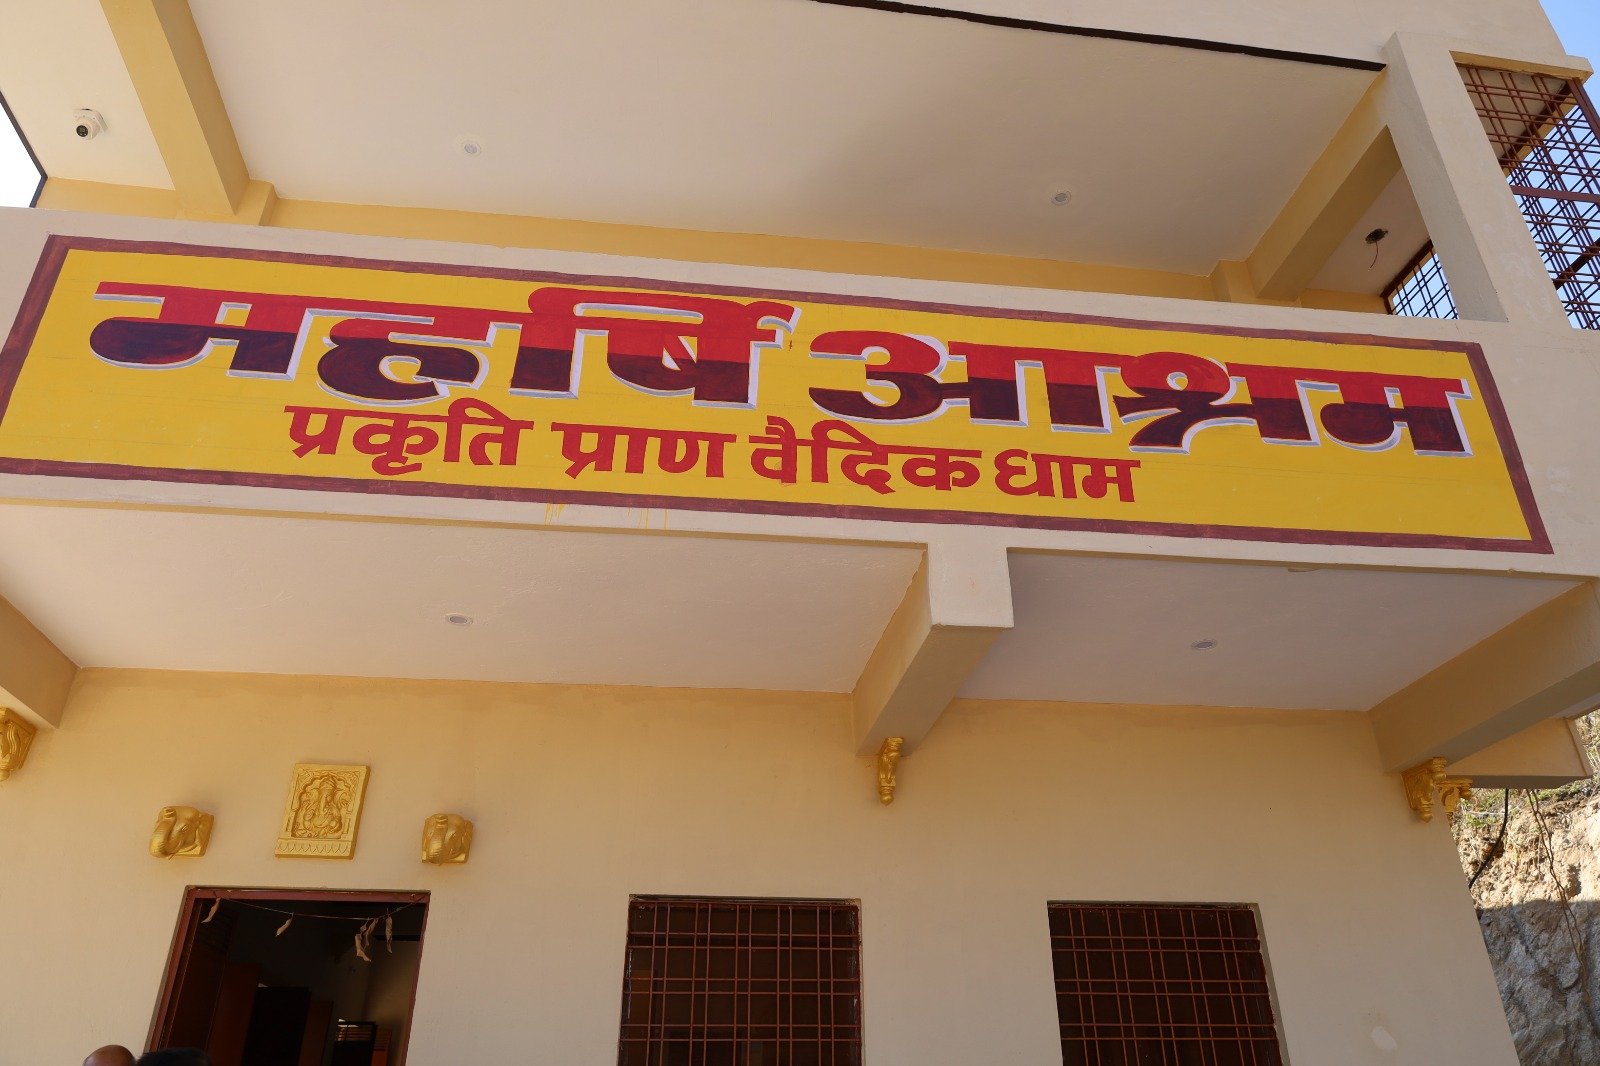 महर्षि आश्रम
प्रकृति प्राण वैदिक धाम